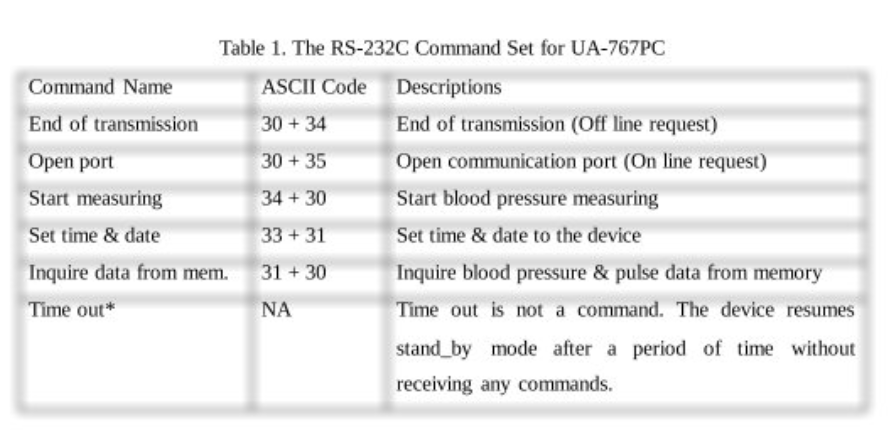 Table 1. The RS-232C Command Set for UA-767PC
Command Name ASCII Code Descriptions
End of transmission 30 + 34 End of transmission (Off line request)
Open port 30 + 35 Open communication port (On line request)
Start measuring 34 + 30 Start blood pressure measuring
Set time & date 33 + 31 Set time & date to the device
Inquire data from mem. 31 + 30 Inquire blood pressure & pulse data from memory
Time out* NA Time out is not a command. The device resumes
stand_by mode after a period of time without
receiving any commands.